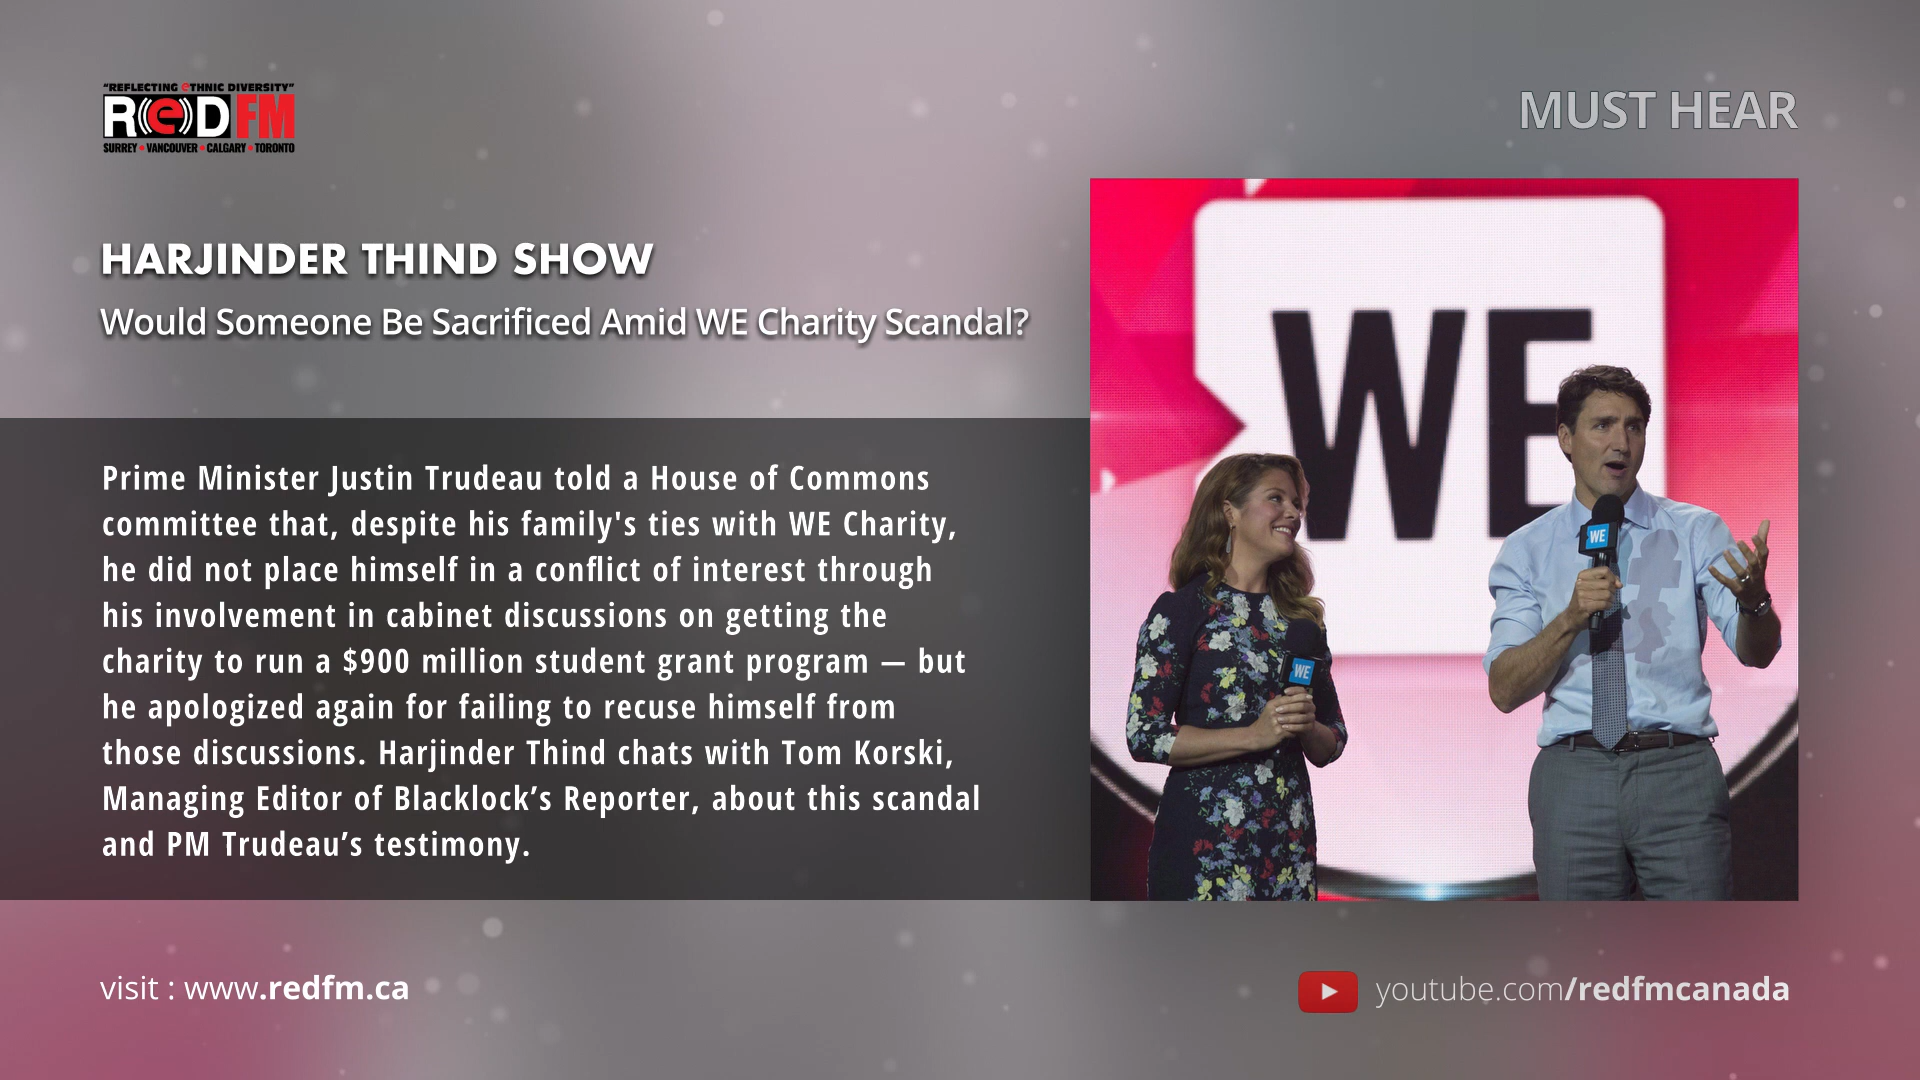 "REFLECTING eTHNIC DIVERSITY"
ReD FM
SURREY • VANCOUVER • CALGARY • TORONTO
MUST HEAR
HARJINDER THIND SHOW
Would Someone Be Sacrificed Amid WE Charity Scandal?
Prime Minister Justin Trudeau told a House of Commons
committee that, despite his family's ties with WE Charity,
he did not place himself in a conflict of interest through
his involvement in cabinet discussions on getting the
charity to run a $900 million student grant program — but
he apologized again for failing to recuse himself from
those discussions. Harjinder Thind chats with Tom Korski,
Managing Editor of Blacklock’s Reporter, about this scandal
and PM Trudeau’s testimony.
WE
WE
WE
visit : www.redfm.ca
youtube.com/redfmcanada